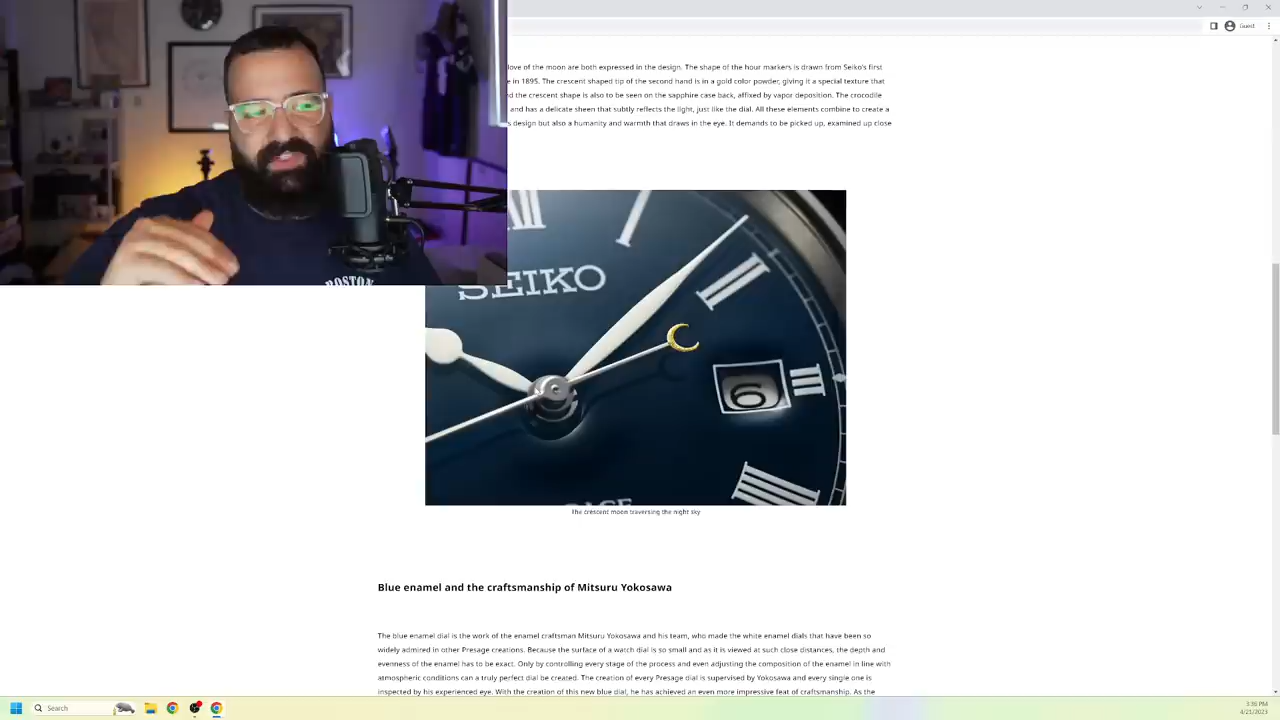 Guest
love of the moon are both expressed in the design. The shape of the hour markers is drawn from Seiko's first
e in 1895. The crescent shaped tip of the second hand is in a gold color powder, giving it a special texture that
nd the crescent shape is also to be seen on the sapphire case back, affixed by vapor deposition. The crocodile
and has a delicate sheen that subtly reflects the light, just like the dial. All these elements combine to create a
s design but also a humanity and warmth that draws in the eye. It demands to be picked up, examined up close
BOSTON
SEIKO
II
6
III
IIII
The crescent moon traversing the night sky
Blue enamel and the craftsmanship of Mitsuru Yokosawa
The blue enamel dial is the work of the enamel craftsman Mitsuru Yokosawa and his team, who made the white enamel dials that have been so
widely admired in other Presage creations. Because the surface of a watch dial is so small and as it is viewed at such close distances, the depth and
evenness of the enamel has to be exact. Only by controlling every stage of the process and even adjusting the composition of the enamel in line with
atmospheric conditions can a truly perfect dial be created. The creation of every Presage dial is supervised by Yokosawa and every single one is
inspected by his experienced eye. With the creation of this new blue dial, he has achieved an even more impressive feat of craftsmanship. As the
Search
3:36 PM
4/21/2023